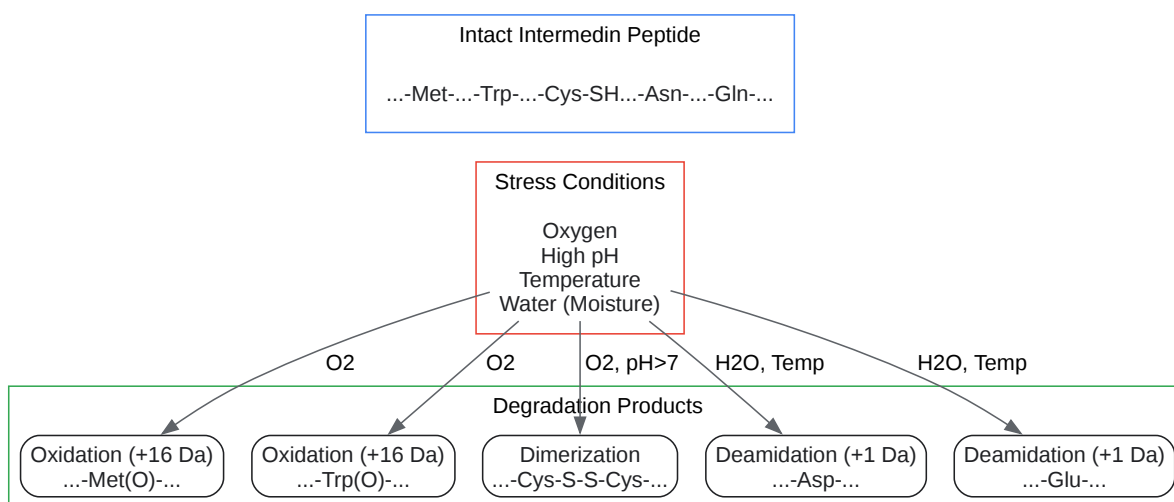 Intact Intermedin Peptide
...-Met-...-Trp-...-Cys-SH...-Asn-...-Gln-...
Stress Conditions
Oxygen
High pH
Temperature
Water (Moisture)
O2
O2
O2, pH>7
H2O, Temp
H2O, Temp
Degradation Products
Oxidation (+16 Da)
...-Met(O)-...
Oxidation (+16 Da)
...-Trp(O)-...
Dimerization
...-Cys-S-S-Cys-...
Deamidation (+1 Da)
...-Asp-...
Deamidation (+1 Da)
...-Glu-...